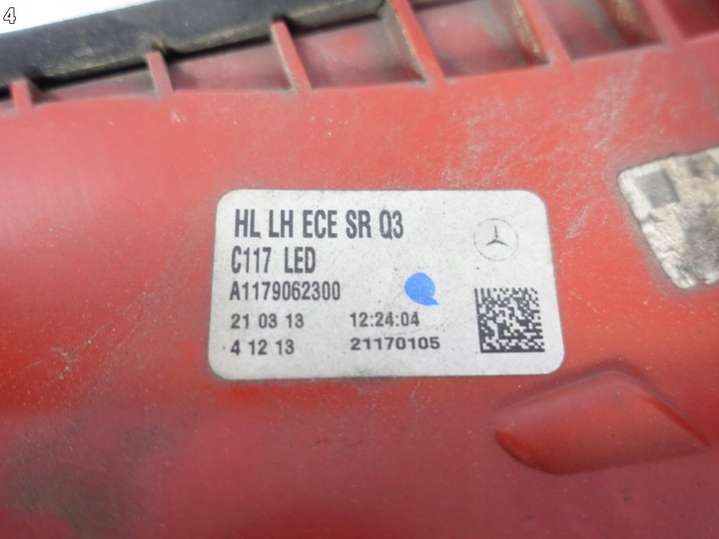 4
HL LH ECE SR Q3
C117 LED
A1179062300
21 03 13 12:24:04
4 12 13 21170105